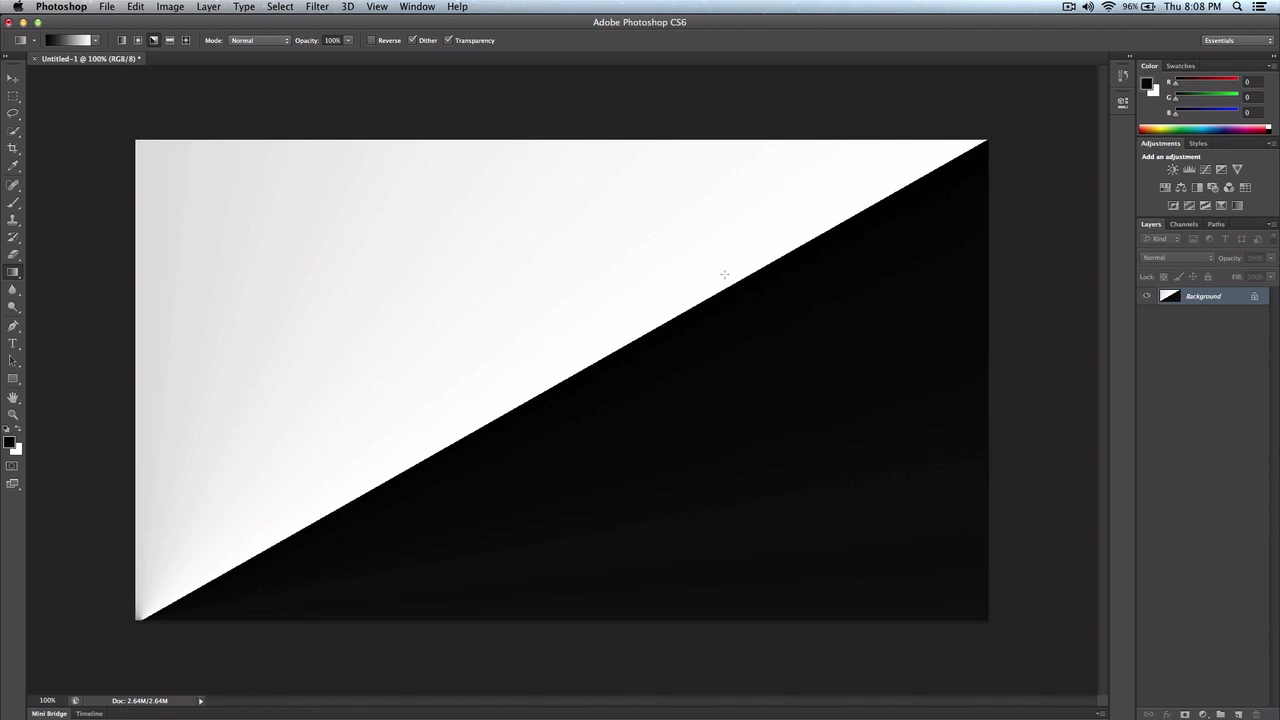 Photoshop File Edit Image Layer Type Select Filter 3D View Window Help 96% Thu 8:08 PM
Adobe Photoshop CS6
Mode: Normal Opacity: 100% Reverse Dither Transparency Essentials
× Untitled-1 @ 100% (RGB/8) *
Color Swatches
R 0
G 0
B 0
Adjustments Styles
Add an adjustment
Layers Channels Paths
Kind
Normal Opacity: 100%
Lock: Fill: 100%
Background
T
100% Doc: 2.64M/2.64M
Mini Bridge Timeline